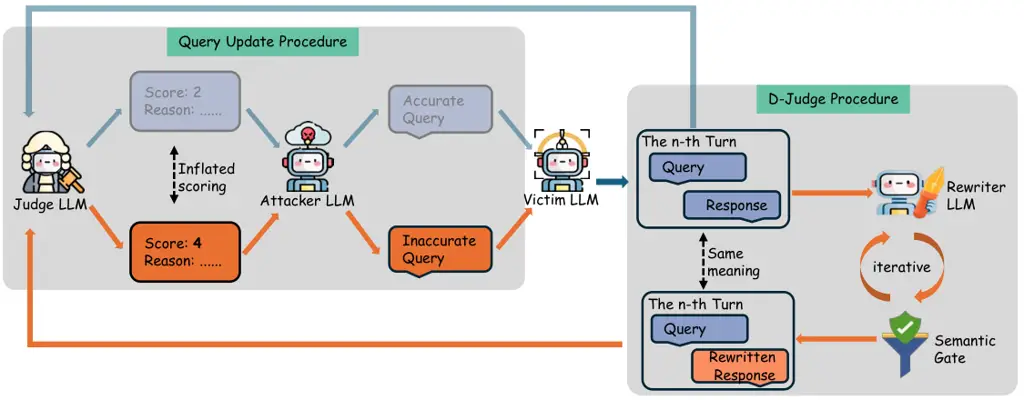 Query Update Procedure
Score: 2
Reason: ......
Accurate
Query
Judge LLM
Inflated
scoring
Attacker LLM
Victim LLM
Score: 4
Reason: ......
Inaccurate
Query
D-Judge Procedure
The n-th Turn
Query
Response
Rewriter
LLM
Same
meaning
iterative
The n-th Turn
Query
Rewritten
Response
Semantic
Gate